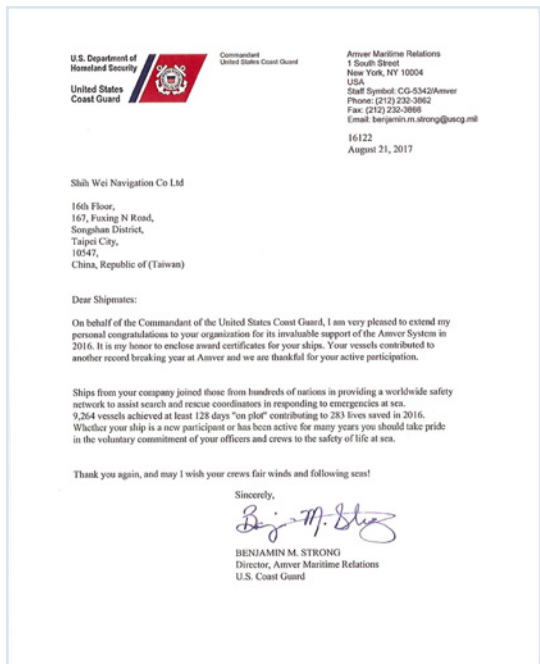 U.S. Department of
Homeland Security
United States
Coast Guard
Commandant
United States Coast Guard
Amver Maritime Relations
1 South Street
New York, NY 10004
USA
Staff Symbol: CG-5342/Amver
Phone: (212) 232-3862
Fax: (212) 232-3866
Email: benjamin.m.strong@uscg.mil
16122
August 21, 2017
Shih Wei Navigation Co Ltd
16th Floor,
167, Fuxing N Road,
Songshan District,
Taipei City,
10547,
China, Republic of (Taiwan)
Dear Shipmates:
On behalf of the Commandant of the United States Coast Guard, I am very pleased to extend my
personal congratulations to your organization for its invaluable support of the Amver System in
2016. It is my honor to enclose award certificates for your ships. Your vessels contributed to
another record breaking year at Amver and we are thankful for your active participation.
Ships from your company joined those from hundreds of nations in providing a worldwide safety
network to assist search and rescue coordinators in responding to emergencies at sea.
9,264 vessels achieved at least 128 days "on plot" contributing to 283 lives saved in 2016.
Whether your ship is a new participant or has been active for many years you should take pride
in the voluntary commitment of your officers and crews to the safety of life at sea.
Thank you again, and may I wish your crews fair winds and following seas!
Sincerely,
BENJAMIN M. STRONG
Director, Amver Maritime Relations
U.S. Coast Guard